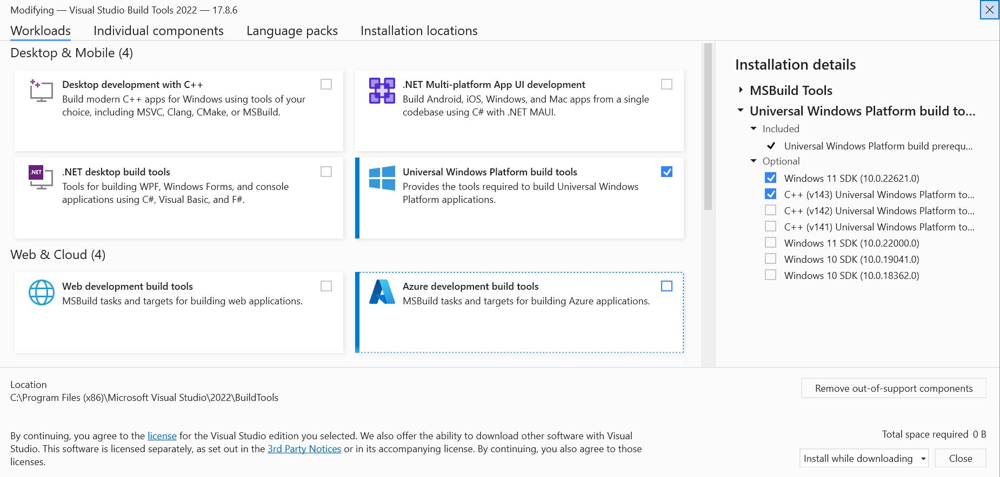 Modifying — Visual Studio Build Tools 2022 — 17.8.6
Workloads
Individual components
Language packs
Installation locations
Desktop & Mobile (4)
Desktop development with C++
Build modern C++ apps for Windows using tools of your
choice, including MSVC, Clang, CMake, or MSBuild.
.NET Multi-platform App UI development
Build Android, iOS, Windows, and Mac apps from a single
codebase using C# with .NET MAUI.
.NET
.NET desktop build tools
Tools for building WPF, Windows Forms, and console
applications using C#, Visual Basic, and F#.
Universal Windows Platform build tools
Provides the tools required to build Universal Windows
Platform applications.
Web & Cloud (4)
Web development build tools
MSBuild tasks and targets for building web applications.
Azure development build tools
MSBuild tasks and targets for building Azure applications.
Installation details
MSBuild Tools
Universal Windows Platform build to...
Included
Universal Windows Platform build prerequ...
Optional
Windows 11 SDK (10.0.22621.0)
C++ (v143) Universal Windows Platform to...
C++ (v142) Universal Windows Platform to...
C++ (v141) Universal Windows Platform to...
Windows 11 SDK (10.0.22000.0)
Windows 10 SDK (10.0.19041.0)
Windows 10 SDK (10.0.18362.0)
Location
C:\Program Files (x86)\Microsoft Visual Studio\2022\BuildTools
Remove out-of-support components
By continuing, you agree to the license for the Visual Studio edition you selected. We also offer the ability to download other software with Visual
Studio. This software is licensed separately, as set out in the 3rd Party Notices or in its accompanying license. By continuing, you also agree to those
licenses.
Total space required 0 B
Install while downloading
Close